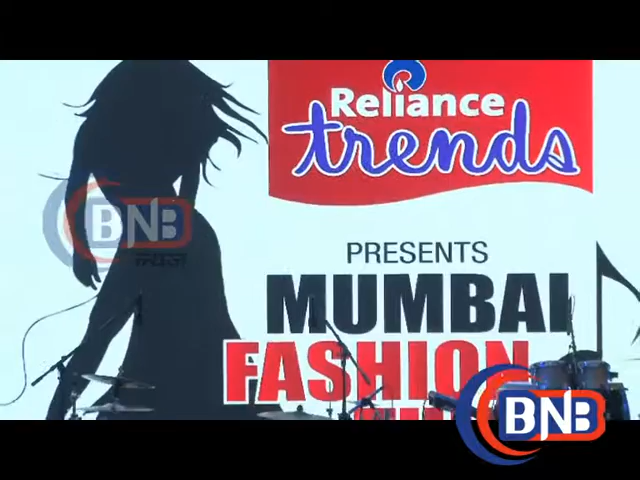 Reliance
trends
BNB
न्यूज
PRESENTS
MUMBAI
FASHION
BNB